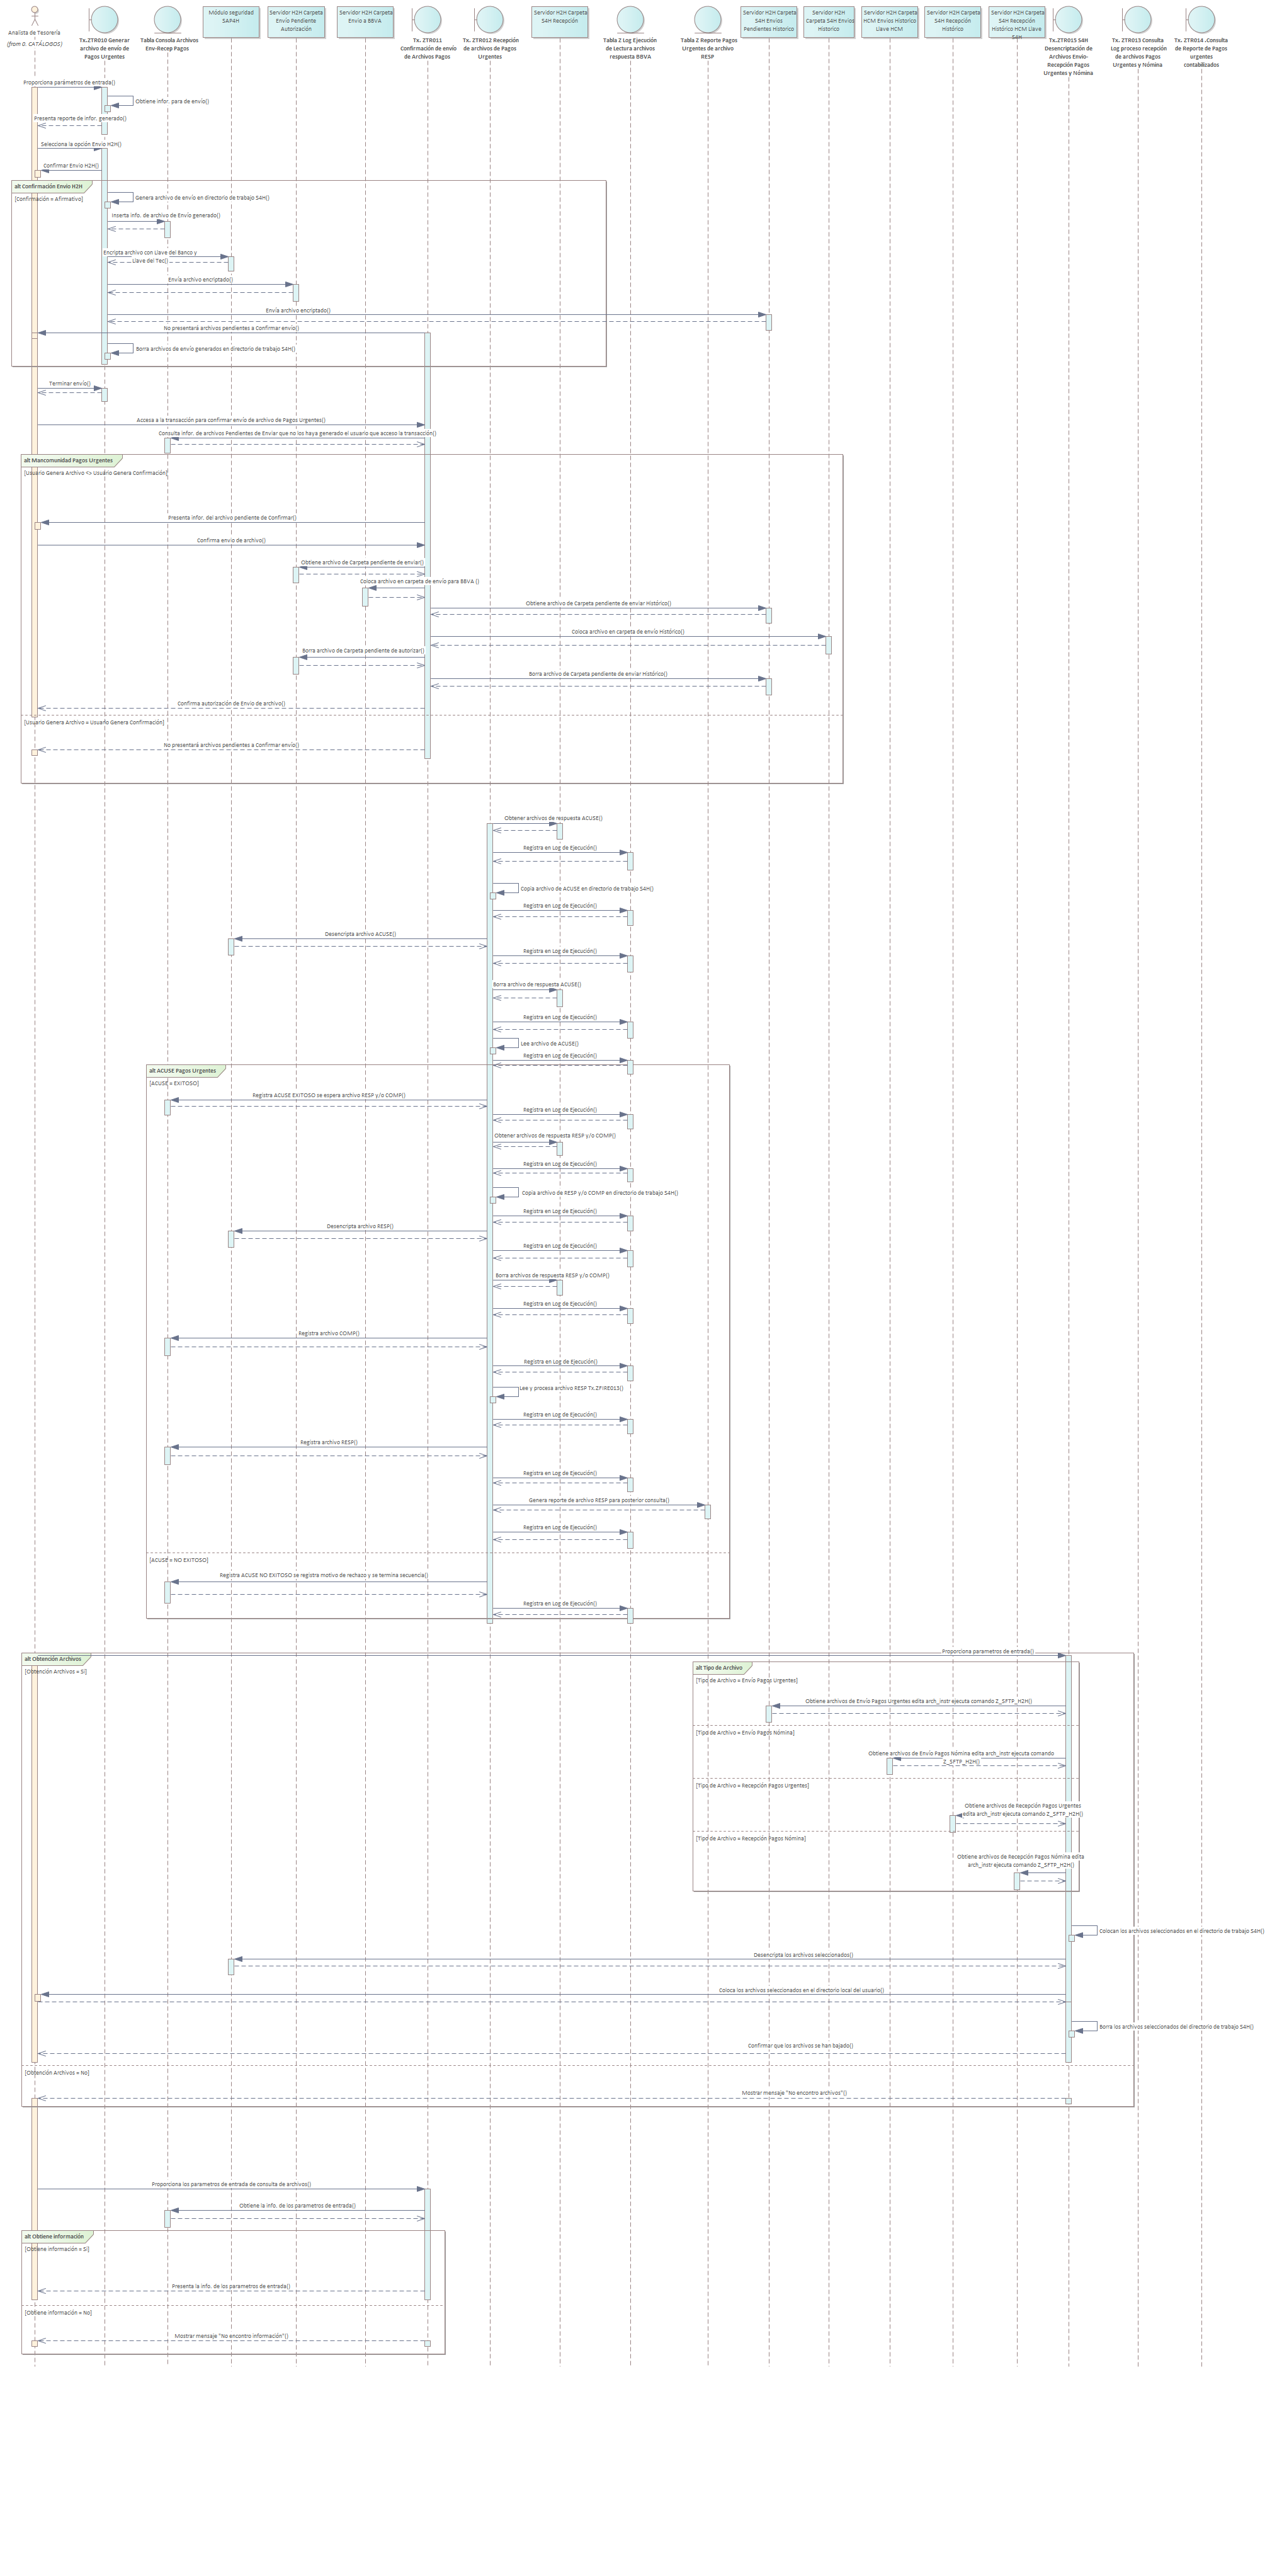 Analista de Tesorería
(from G. CATÁLOGOS)
Tx.ZTR010 Generar
archivo de envío de
Pagos Urgentes
Tabla Consola Archivos
Env-Recep Pagos
Módulo seguridad
SAP4H
Servidor H2H Carpeta
Envío Pendiente
Autorización
Servidor H2H Carpeta
Envio a BBVA
Tx. ZTR011
Confirmación de envío
de Archivos Pagos
Tx. ZTR012 Recepción
de archivos de Pagos
Urgentes
Servidor H2H Carpeta
S4H Recepción
Tabla Z Log Ejecución
de Lectura archivos
respuesta BBVA
Tabla Z Reporte Pagos
Urgentes de archivo
RESP
Servidor H2H Carpeta
S4H Envios
Pendientes Historico
Servidor H2H
Carpeta S4H Envios
Historico
Servidor H2H Carpeta
HCM Envios Historico
Llave HCM
Servidor H2H Carpeta
S4H Recepción
Histórico
Servidor H2H Carpeta
S4H Recepción
Histórico HCM Llave
S4H
Tx.ZTR015 S4H
Desencriptación de
Archivos Envio-
Recepción Pagos
Urgentes y Nómina
Tx. ZTR013 Consulta
Log proceso recepción
de archivos Pagos
Urgentes y Nómina
Tx. ZTR014 .Consulta
de Reporte de Pagos
urgentes
contabilizados
Proporciona parámetros de entrada()
Obtiene infor. para de envío()
Presenta reporte de infor. generado()
Selecciona la opción Envio H2H()
Confirmar Envio H2H()
alt Confirmación Envío H2H
[Confirmación = Afirmativo]
Genera archivo de envío en directorio de trabajo S4H()
Inserta info. de archivo de Envío generado()
Encripta archivo con Llave del Banco y
Llave del Tec()
Envía archivo encriptado()
Envía archivo encriptado()
No presentará archivos pendientes a Confirmar envío()
Borra archivos de envío generados en directorio de trabajo S4H()
Terminar envío()
Accesa a la transacción para confirmar envío de archivo de Pagos Urgentes()
Consulta infor. de archivos Pendientes de Enviar que no los haya generado el usuario que acceso la transacción()
alt Mancomunidad Pagos Urgentes
[Usuario Genera Archivo <> Usuario Genera Confirmación]
Presenta infor. del archivo pendiente de Confirmar()
Confirma envío de archivo()
Obtiene archivo de Carpeta pendiente de enviar()
Coloca archivo en carpeta de envío para BBVA ()
Obtiene archivo de Carpeta pendiente de enviar Histórico()
Coloca archivo en carpeta de envío Histórico()
Borra archivo de Carpeta pendiente de autorizar()
Borra archivo de Carpeta pendiente de enviar Histórico()
Confirma autorización de Envío de archivo()
[Usuario Genera Archivo = Usuario Genera Confirmación]
No presentará archivos pendientes a Confirmar envío()
Obtener archivos de respuesta ACUSE()
Registra en Log de Ejecución()
Copia archivo de ACUSE en directorio de trabajo S4H()
Registra en Log de Ejecución()
Desencripta archivo ACUSE()
Registra en Log de Ejecución()
Borra archivo de respuesta ACUSE()
Registra en Log de Ejecución()
Lee archivo de ACUSE()
Registra en Log de Ejecución()
alt ACUSE Pagos Urgentes
[ACUSE = EXITOSO]
Registra ACUSE EXITOSO se espera archivo RESP y/o COMP()
Registra en Log de Ejecución()
Obtener archivos de respuesta RESP y/o COMP()
Registra en Log de Ejecución()
Copia archivo de RESP y/o COMP en directorio de trabajo S4H()
Registra en Log de Ejecución()
Desencripta archivo RESP()
Registra en Log de Ejecución()
Borra archivos de respuesta RESP y/o COMP()
Registra en Log de Ejecución()
Registra archivo COMP()
Registra en Log de Ejecución()
Lee y procesa archivo RESP Tx.ZFIRE013()
Registra en Log de Ejecución()
Registra archivo RESP()
Registra en Log de Ejecución()
Genera reporte de archivo RESP para posterior consulta()
Registra en Log de Ejecución()
[ACUSE = NO EXITOSO]
Registra ACUSE NO EXITOSO se registra motivo de rechazo y se termina secuencia()
Registra en Log de Ejecución()
Proporciona parametros de entrada()
alt Obtención Archivos
[Obtención Archivos = Si]
alt Tipo de Archivo
[Tipo de Archivo = Envío Pagos Urgentes]
Obtiene archivos de Envío Pagos Urgentes edita arch_instr ejecuta comando Z_SFTP_H2H()
[Tipo de Archivo = Envío Pagos Nómina]
Obtiene archivos de Envío Pagos Nómina edita arch_instr ejecuta comando
Z_SFTP_H2H()
[Tipo de Archivo = Recepción Pagos Urgentes]
Obtiene archivos de Recepción Pagos Urgentes
edita arch_instr ejecuta comando Z_SFTP_H2H()
[Tipo de Archivo = Recepción Pagos Nómina]
Obtiene archivos de Recepción Pagos Nómina edita
arch_instr ejecuta comando Z_SFTP_H2H()
Colocan los archivos seleccionados en el directorio de trabajo S4H()
Desencripta los archivos seleccionados()
Coloca los archivos seleccionados en el directorio local del usuario()
Borra los archivos seleccionados del directorio de trabajo S4H()
Confirmar que los archivos se han bajado()
[Obtención Archivos = No]
Mostrar mensaje "No encontro archivos"()
Proporciona los parametros de entrada de consulta de archivos()
Obtiene la info. de los parametros de entrada()
alt Obtiene información
[Obtiene información = Si]
Presenta la info. de los parametros de entrada()
[Obtiene información = No]
Mostrar mensaje "No encontro información"()